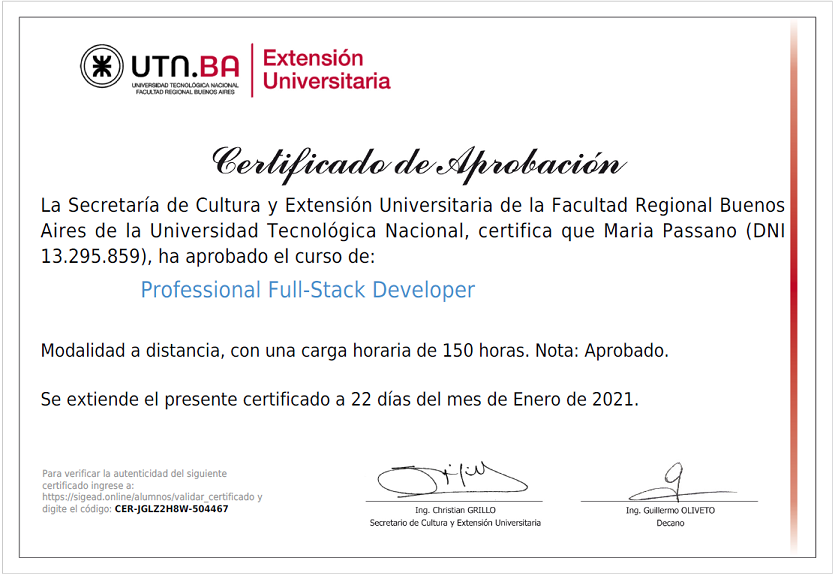 UTN.BA
UNIVERSIDAD TECNOLÓGICA NACIONAL
FACULTAD REGIONAL BUENOS AIRES
Extensión
Universitaria
Certificado de Aprobación
La Secretaría de Cultura y Extensión Universitaria de la Facultad Regional Buenos
Aires de la Universidad Tecnológica Nacional, certifica que Maria Passano (DNI
13.295.859), ha aprobado el curso de:
Professional Full-Stack Developer
Modalidad a distancia, con una carga horaria de 150 horas. Nota: Aprobado.
Se extiende el presente certificado a 22 días del mes de Enero de 2021.
Para verificar la autenticidad del siguiente
certificado ingrese a:
https://sigead.online/alumnos/validar_certificado y
digite el código: CER-JGLZ2H8W-504467
Ing. Christian GRILLO
Secretario de Cultura y Extensión Universitaria
Ing. Guillermo OLIVETO
Decano